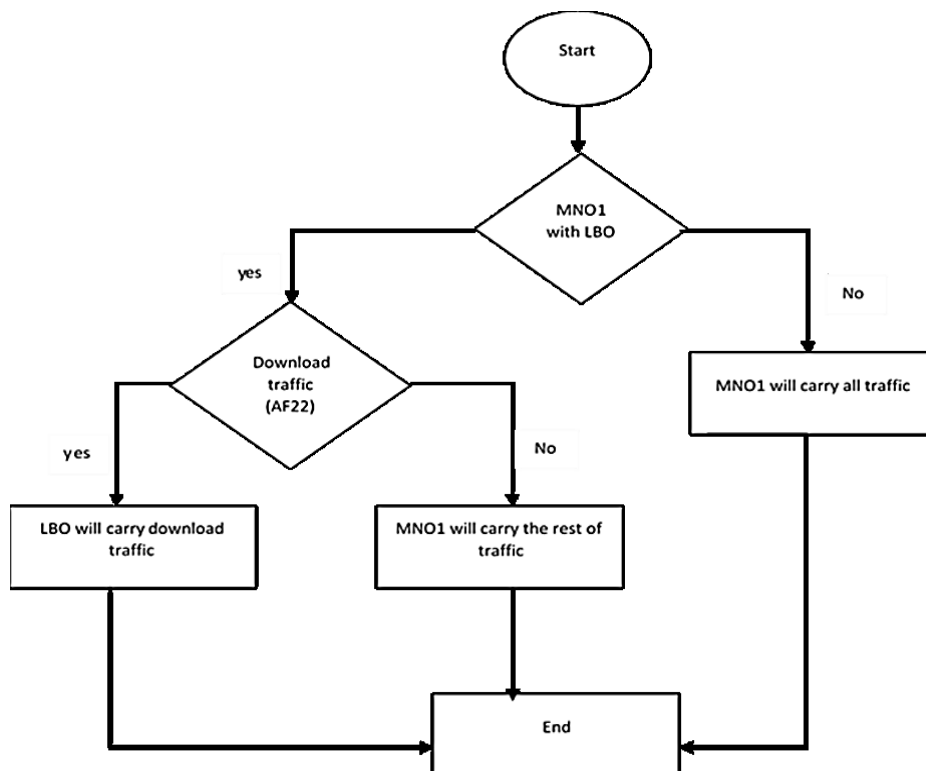 Start
MNO1
with LBO
yes
No
Download
traffic
(AF22)
MNO1 will carry all traffic
yes
No
LBO will carry download
traffic
MNO1 will carry the rest of
traffic
End